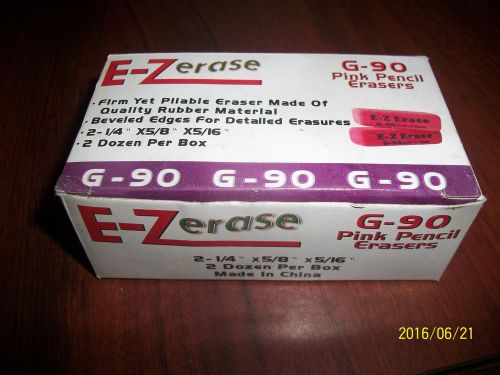 E-Zerase
G-90
Pink Pencil
Erasers
· Firm Yet Pliable Eraser Made Of
Quality Rubber Material
· Beveled Edges For Detailed Erasures
· 2-1/4" X5/8" X5/16"
· 2 Dozen Per Box
E-Z Erase
G-90
E-Z Erase
G-90
G-90 G-90 G-90
E-Zerase
G-90
Pink Pencil
Erasers
2-1/4" x5/8" x5/16"
2 Dozen Per Box
Made In China
2016/06/21